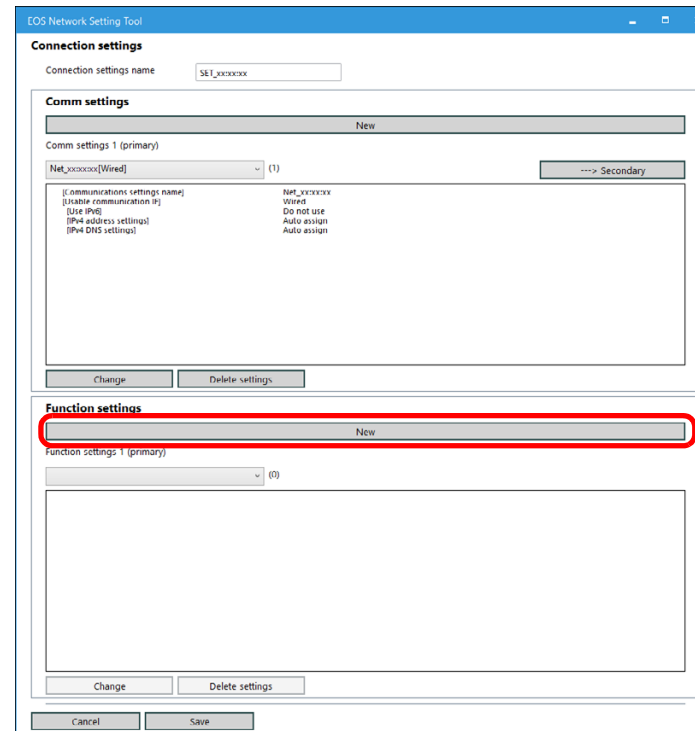 EOS Network Setting Tool
Connection settings
Connection settings name SET_xx:xx:xx
Comm settings
New
Comm settings 1 (primary)
Net_xx:xx:xx[Wired] (1) ---> Secondary
[Communications settings name] Net_xx:xx:xx
[Usable communication IF] Wired
[Use IPv6] Do not use
[IPv4 address settings] Auto assign
[IPv4 DNS settings] Auto assign
Change Delete settings
Function settings
New
Function settings 1 (primary)
(0)
Change Delete settings
Cancel Save